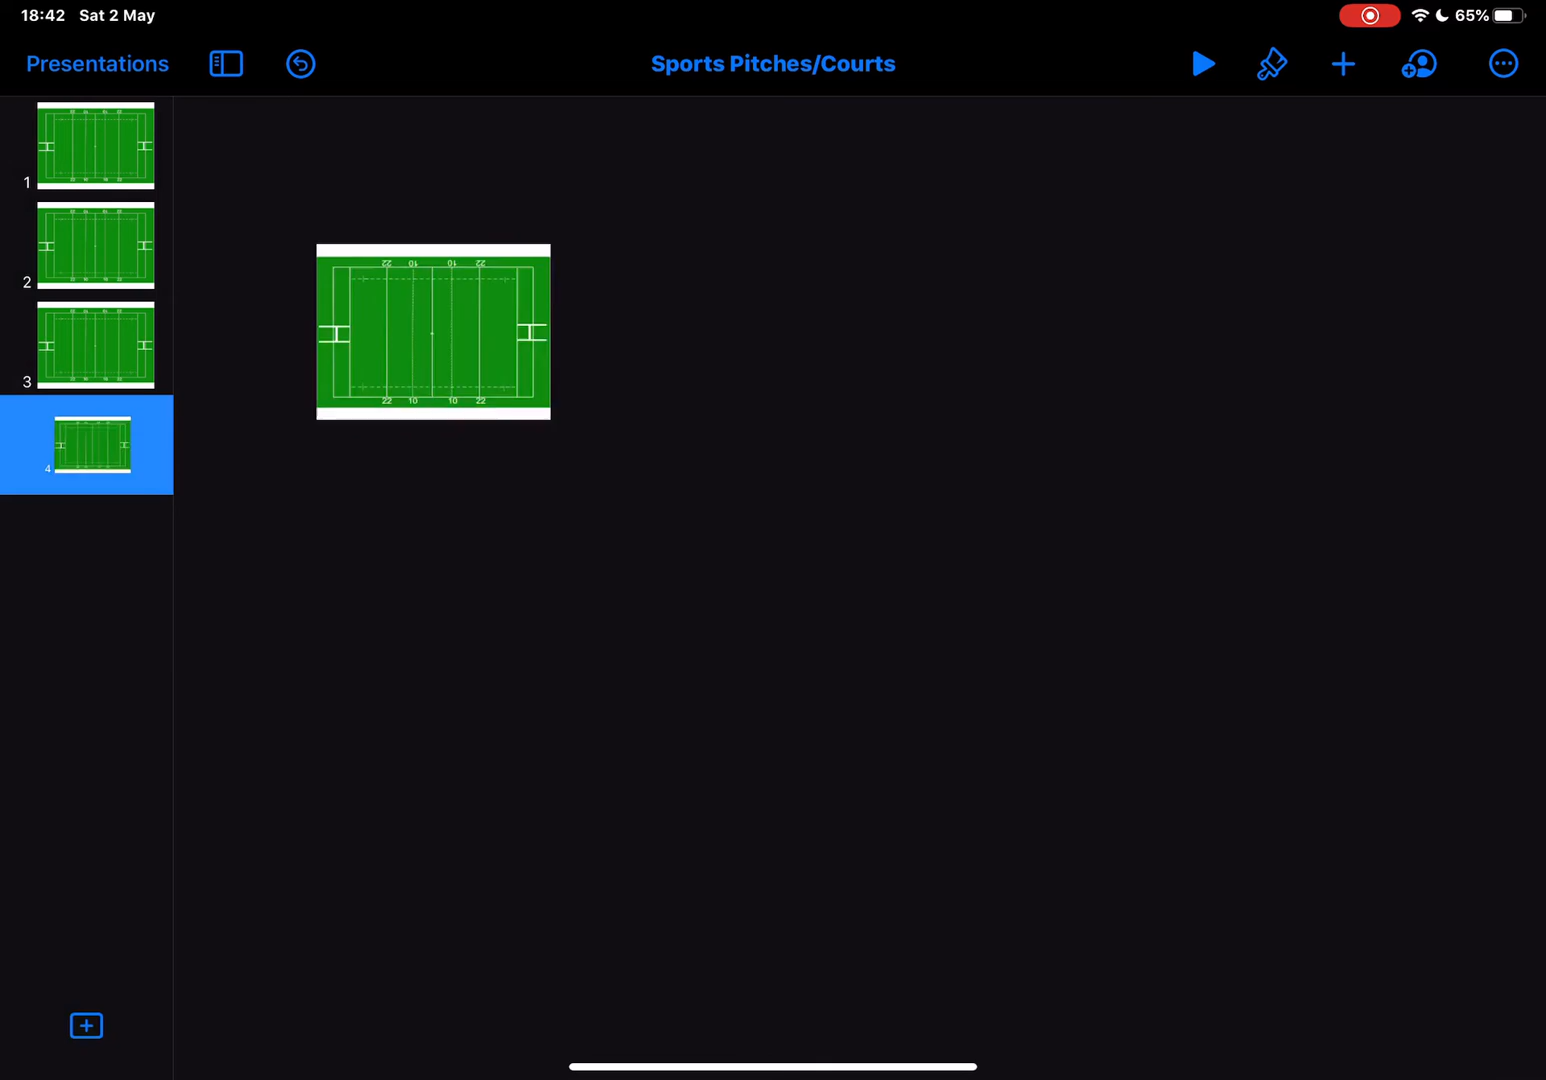 18:42 Sat 2 May
65%
Presentations
Sports Pitches/Courts
1
2
3
4
22 10 10 22
22 10 10 22